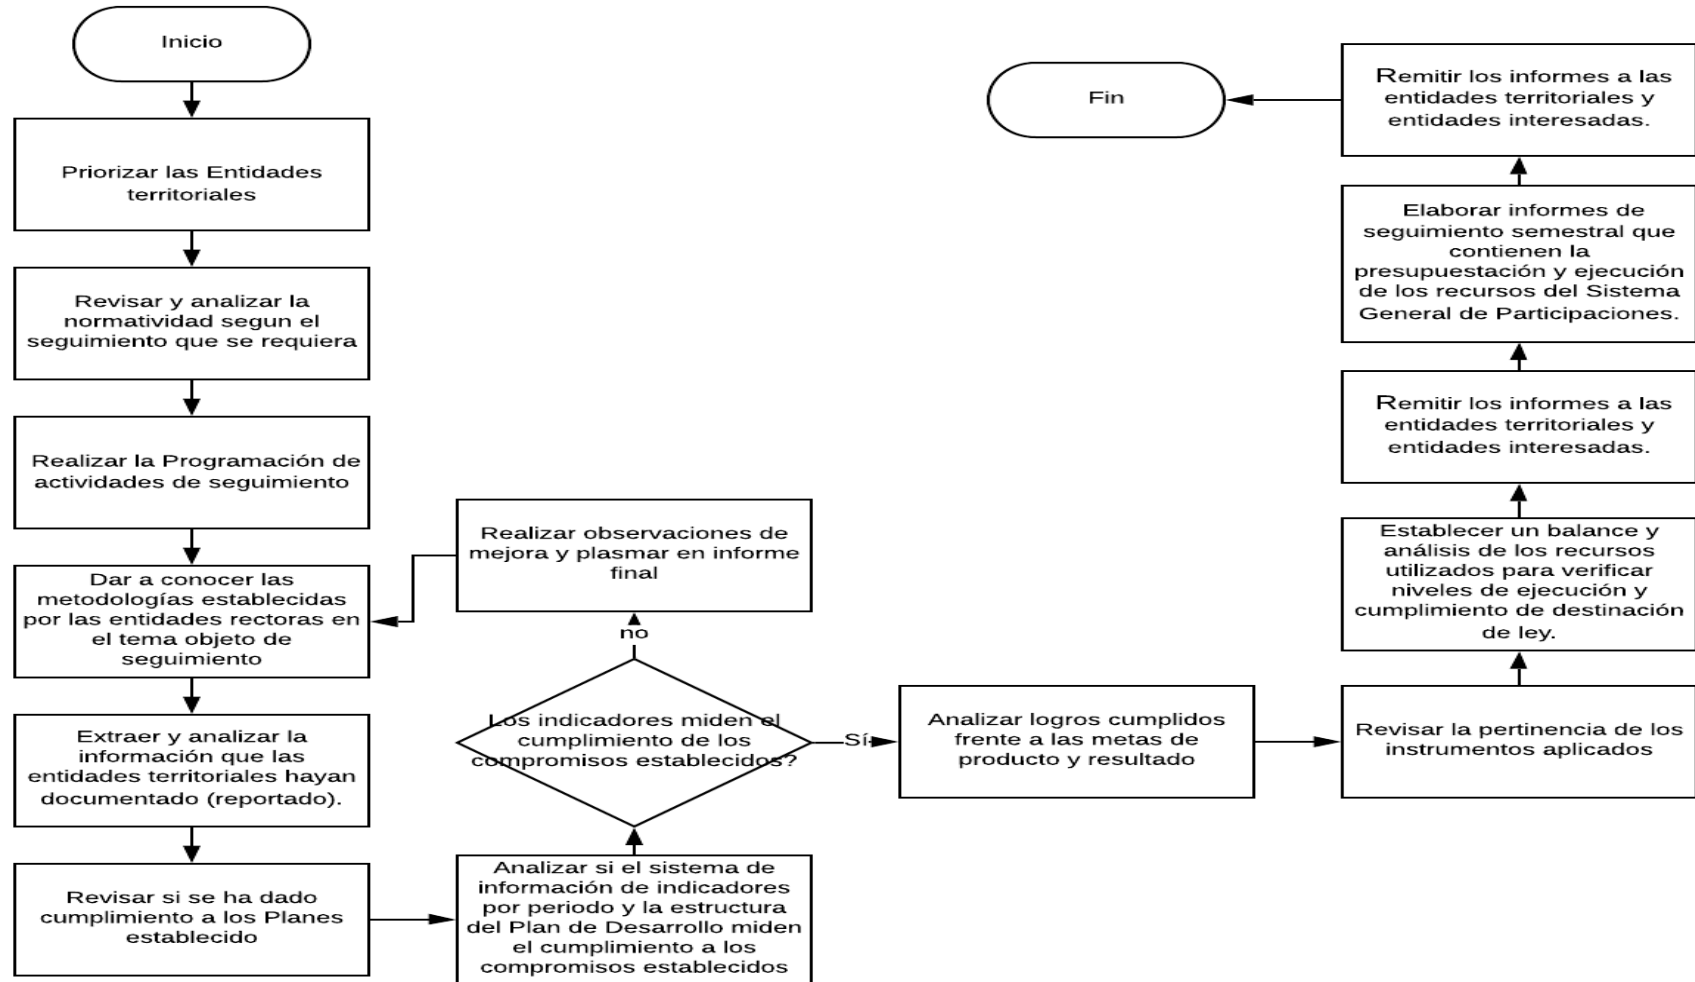 Inicio
Priorizar las Entidades
territoriales
Revisar y analizar la
normatividad segun el
seguimiento que se requiera
Realizar la Programación de
actividades de seguimiento
Dar a conocer las
metodologías establecidas
por las entidades rectoras en
el tema objeto de
seguimiento
Extraer y analizar la
información que las
entidades territoriales hayan
documentado (reportado).
Revisar si se ha dado
cumplimiento a los Planes
establecido
Analizar si el sistema de
información de indicadores
por periodo y la estructura
del Plan de Desarrollo miden
el cumplimiento a los
compromisos establecidos
Los indicadores miden el
cumplimiento de los
compromisos establecidos?
no
Realizar observaciones de
mejora y plasmar en informe
final
Sí
Analizar logros cumplidos
frente a las metas de
producto y resultado
Revisar la pertinencia de los
instrumentos aplicados
Establecer un balance y
análisis de los recursos
utilizados para verificar
niveles de ejecución y
cumplimiento de destinación
de ley.
Remitir los informes a las
entidades territoriales y
entidades interesadas.
Elaborar informes de
seguimiento semestral que
contienen la
presupuestación y ejecución
de los recursos del Sistema
General de Participaciones.
Remitir los informes a las
entidades territoriales y
entidades interesadas.
Fin